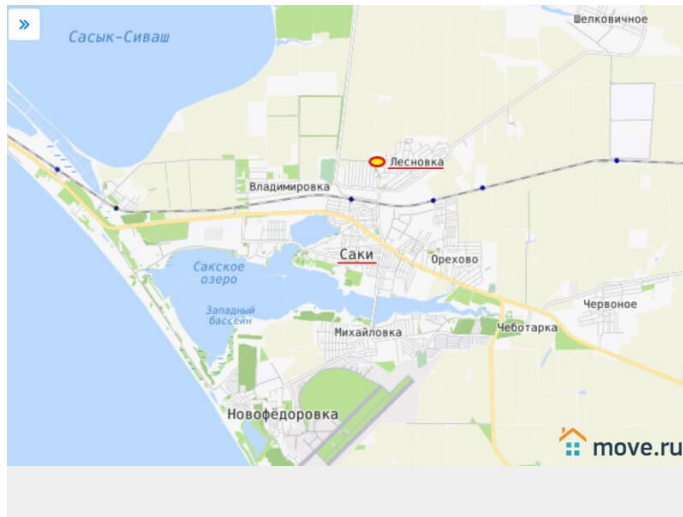 »
Шелковичное
Сасык-Сиваш
Лесновка
Владимировка
Саки
Орехово
Сакское
озеро
Западный
бассейн
Червоное
Чеботарка
Михайловка
Новофёдоровка
move.ru